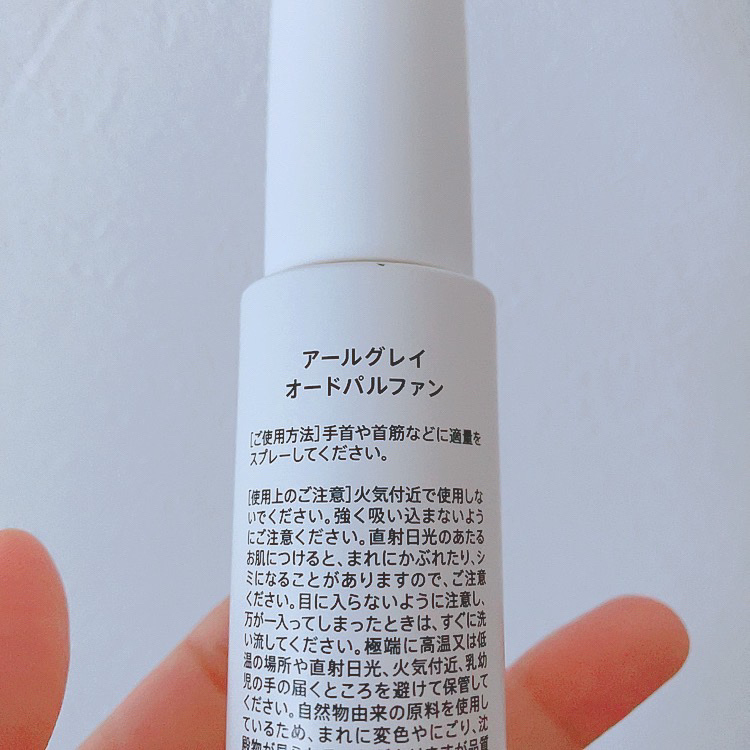 アールグレイ
オードパルファン
[ご使用方法]手首や首筋などに適量を
スプレーしてください。
[使用上のご注意]火気付近で使用しな
いでください。強く吸い込まないよう
にご注意ください。直射日光のあたる
お肌につけると、まれにかぶれたり、シ
ミになることがありますので、ご注意
ください。目に入らないように注意し、
万が一入ってしまったときは、すぐに洗
い流してください。極端に高温又は低
温の場所や直射日光、火気付近、乳幼
児の手の届くところを避けて保管して
ください。自然物由来の原料を使用し
ているため、まれに変色やにごり、沈
殿物が見られ